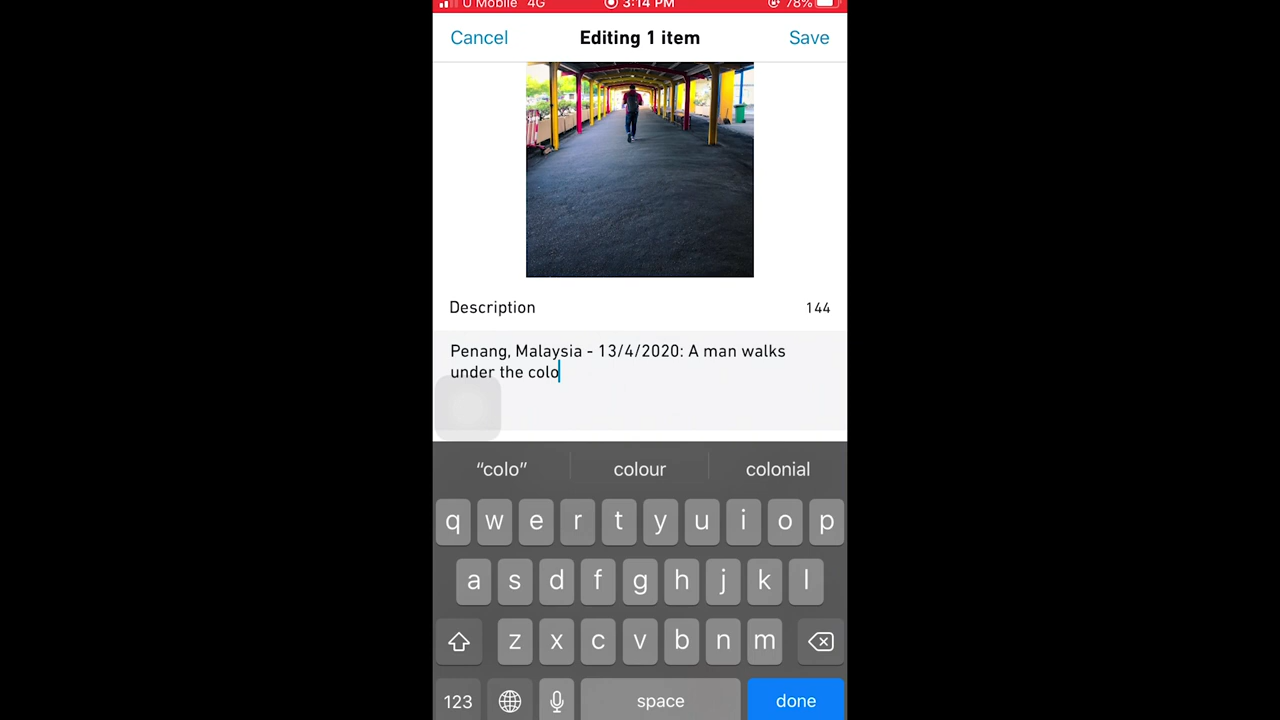 U Mobile 4G 3:14 PM 78%
Cancel Editing 1 item Save
Description 144
Penang, Malaysia - 13/4/2020: A man walks
under the colo
“colo” colour colonial
q w e r t y u i o p
a s d f g h j k l
z x c v b n m
123 space done